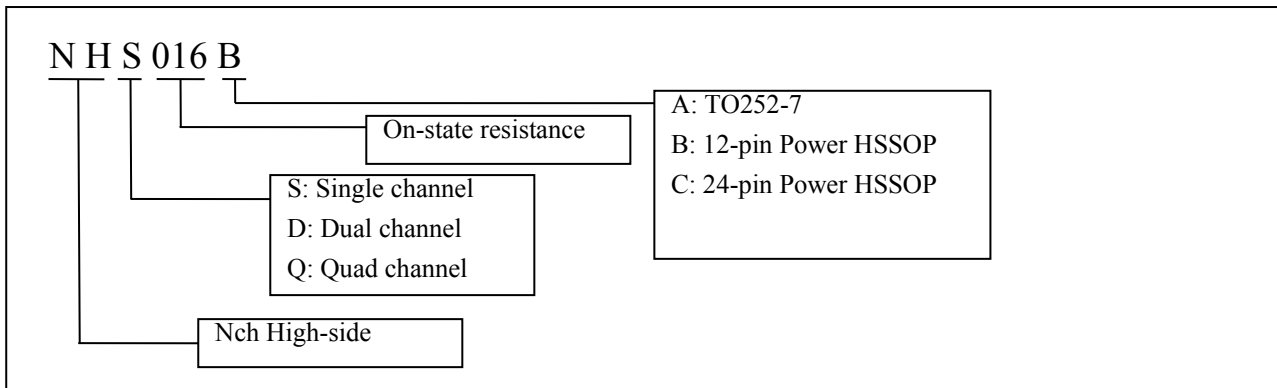 N H S 016 B
A: TO252-7
B: 12-pin Power HSSOP
C: 24-pin Power HSSOP
On-state resistance
S: Single channel
D: Dual channel
Q: Quad channel
Nch High-side